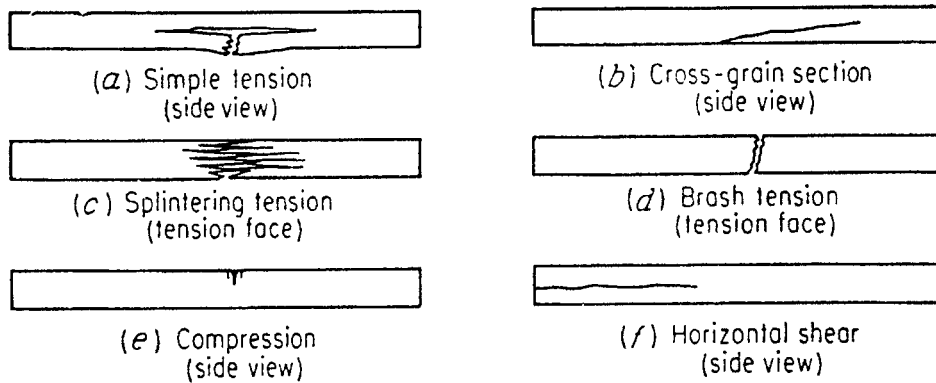 (a) Simple tension
(side view)
(b) Cross-grain section
(side view)
(c) Splintering tension
(tension face)
(d) Brash tension
(tension face)
(e) Compression
(side view)
(f) Horizontal shear
(side view)